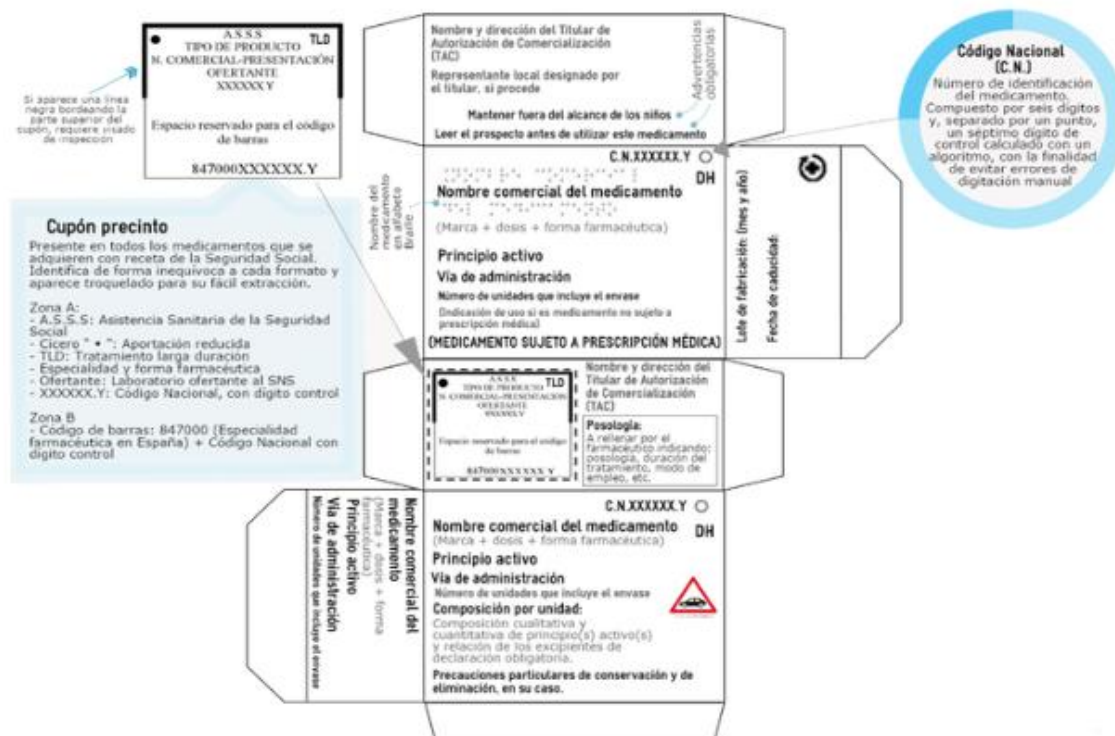 A.S.S.S
TLD
TIPO DE PRODUCTO
N. COMERCIAL-PRESENTACIÓN
OFERTANTE
XXXXXX Y
Espacio reservado para el código
de barras
847000XXXXXX.Y
Si aparece una línea
negra bordeando la
parte superior del
cupón, requiere visado
de inspección
Cupón precinto
Presente en todos los medicamentos que se
adquieren con receta de la Seguridad Social.
Identifica de forma inequívoca a cada formato y
aparece troquelado para su fácil extracción.
Zona A:
- A.S.S.S: Asistencia Sanitaria de la Seguridad
Social
- Cícero " • ": Aportación reducida
- TLD: Tratamiento larga duración
- Especialidad y forma farmacéutica
- Ofertante: Laboratorio ofertante al SNS
- XXXXXX.Y: Código Nacional, con dígito control
Zona B
- Código de barras: 847000 (Especialidad
farmacéutica en España) + Código Nacional con
dígito control
Nombre y dirección del Titular de
Autorización de Comercialización
(TAC)
Representante local designado por
el titular, si procede
Advertencias
obligatorias
Mantener fuera del alcance de los niños
Leer el prospecto antes de utilizar este medicamento
Código Nacional
(C.N.)
Número de identificación
del medicamento.
Compuesto por seis dígitos
y, separado por un punto,
un séptimo dígito de
control calculado con un
algoritmo, con la finalidad
de evitar errores de
digitación manual
C.N.XXXXXX.Y
DH
Nombre del
medicamento
en alfabeto
Braille
Nombre comercial del medicamento
(Marca + dosis + forma farmacéutica)
Principio activo
Vía de administración
Número de unidades que incluye el envase
(Indicación de uso si es medicamento no sujeto a
prescripción médica)
(MEDICAMENTO SUJETO A PRESCRIPCIÓN MÉDICA)
Lote de fabricación: (mes y año)
Fecha de caducidad:
A.S.S.S
TLD
TIPO DE PRODUCTO
N. COMERCIAL-PRESENTACIÓN
OFERTANTE
Espacio reservado para el código
de barras
847000XXXXXX Y
Nombre y dirección del
Titular de Autorización
de Comercialización
(TAC)
Posología:
A rellenar por el
farmacéutico indicando:
posología, duración del
tratamiento, modo de
empleo, etc.
Nombre comercial del
medicamento
(Marca + dosis + forma
farmacéutica)
Principio activo
Vía de administración
Número de unidades que incluye el envase
C.N.XXXXXX.Y
Nombre comercial del medicamento
DH
(Marca + dosis + forma farmacéutica)
Principio activo
Vía de administración
Número de unidades que incluye el envase
Composición por unidad:
Composición cualitativa y
cuantitativa de principio(s) activo(s)
y relación de los excipientes de
declaración obligatoria.
Precauciones particulares de conservación y de
eliminación, en su caso.